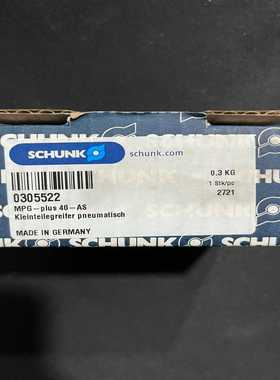 SCHUNK
schunk.com
0305522
MPG-plus 40-AS
Kleinteilegreifer pneumatisch
MADE IN GERMANY
0.3 KG
1 Stk/pc
2721